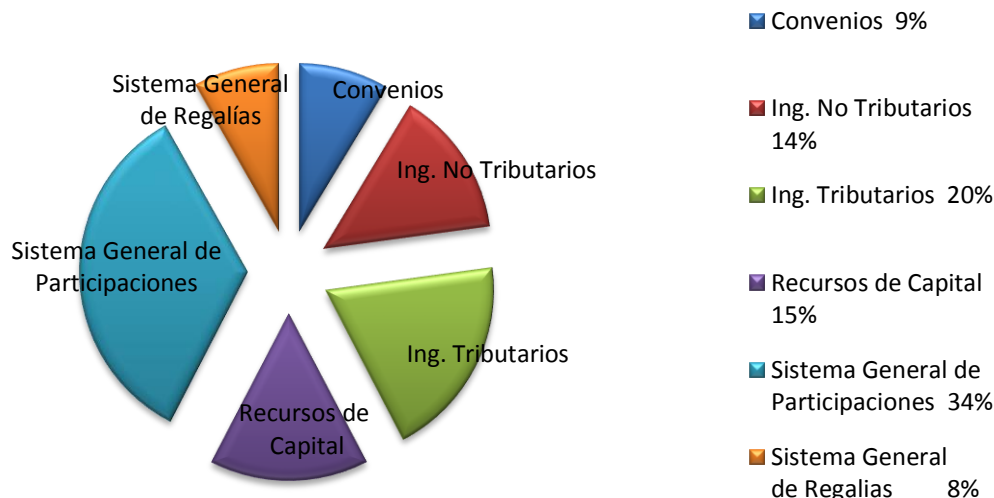 Sistema General
de Regalías
Convenios
Ing. No Tributarios
Sistema General de
Participaciones
Ing. Tributarios
Recursos de
Capital
Convenios 9%
Ing. No Tributarios
14%
Ing. Tributarios 20%
Recursos de Capital
15%
Sistema General de
Participaciones 34%
Sistema General
de Regalias 8%